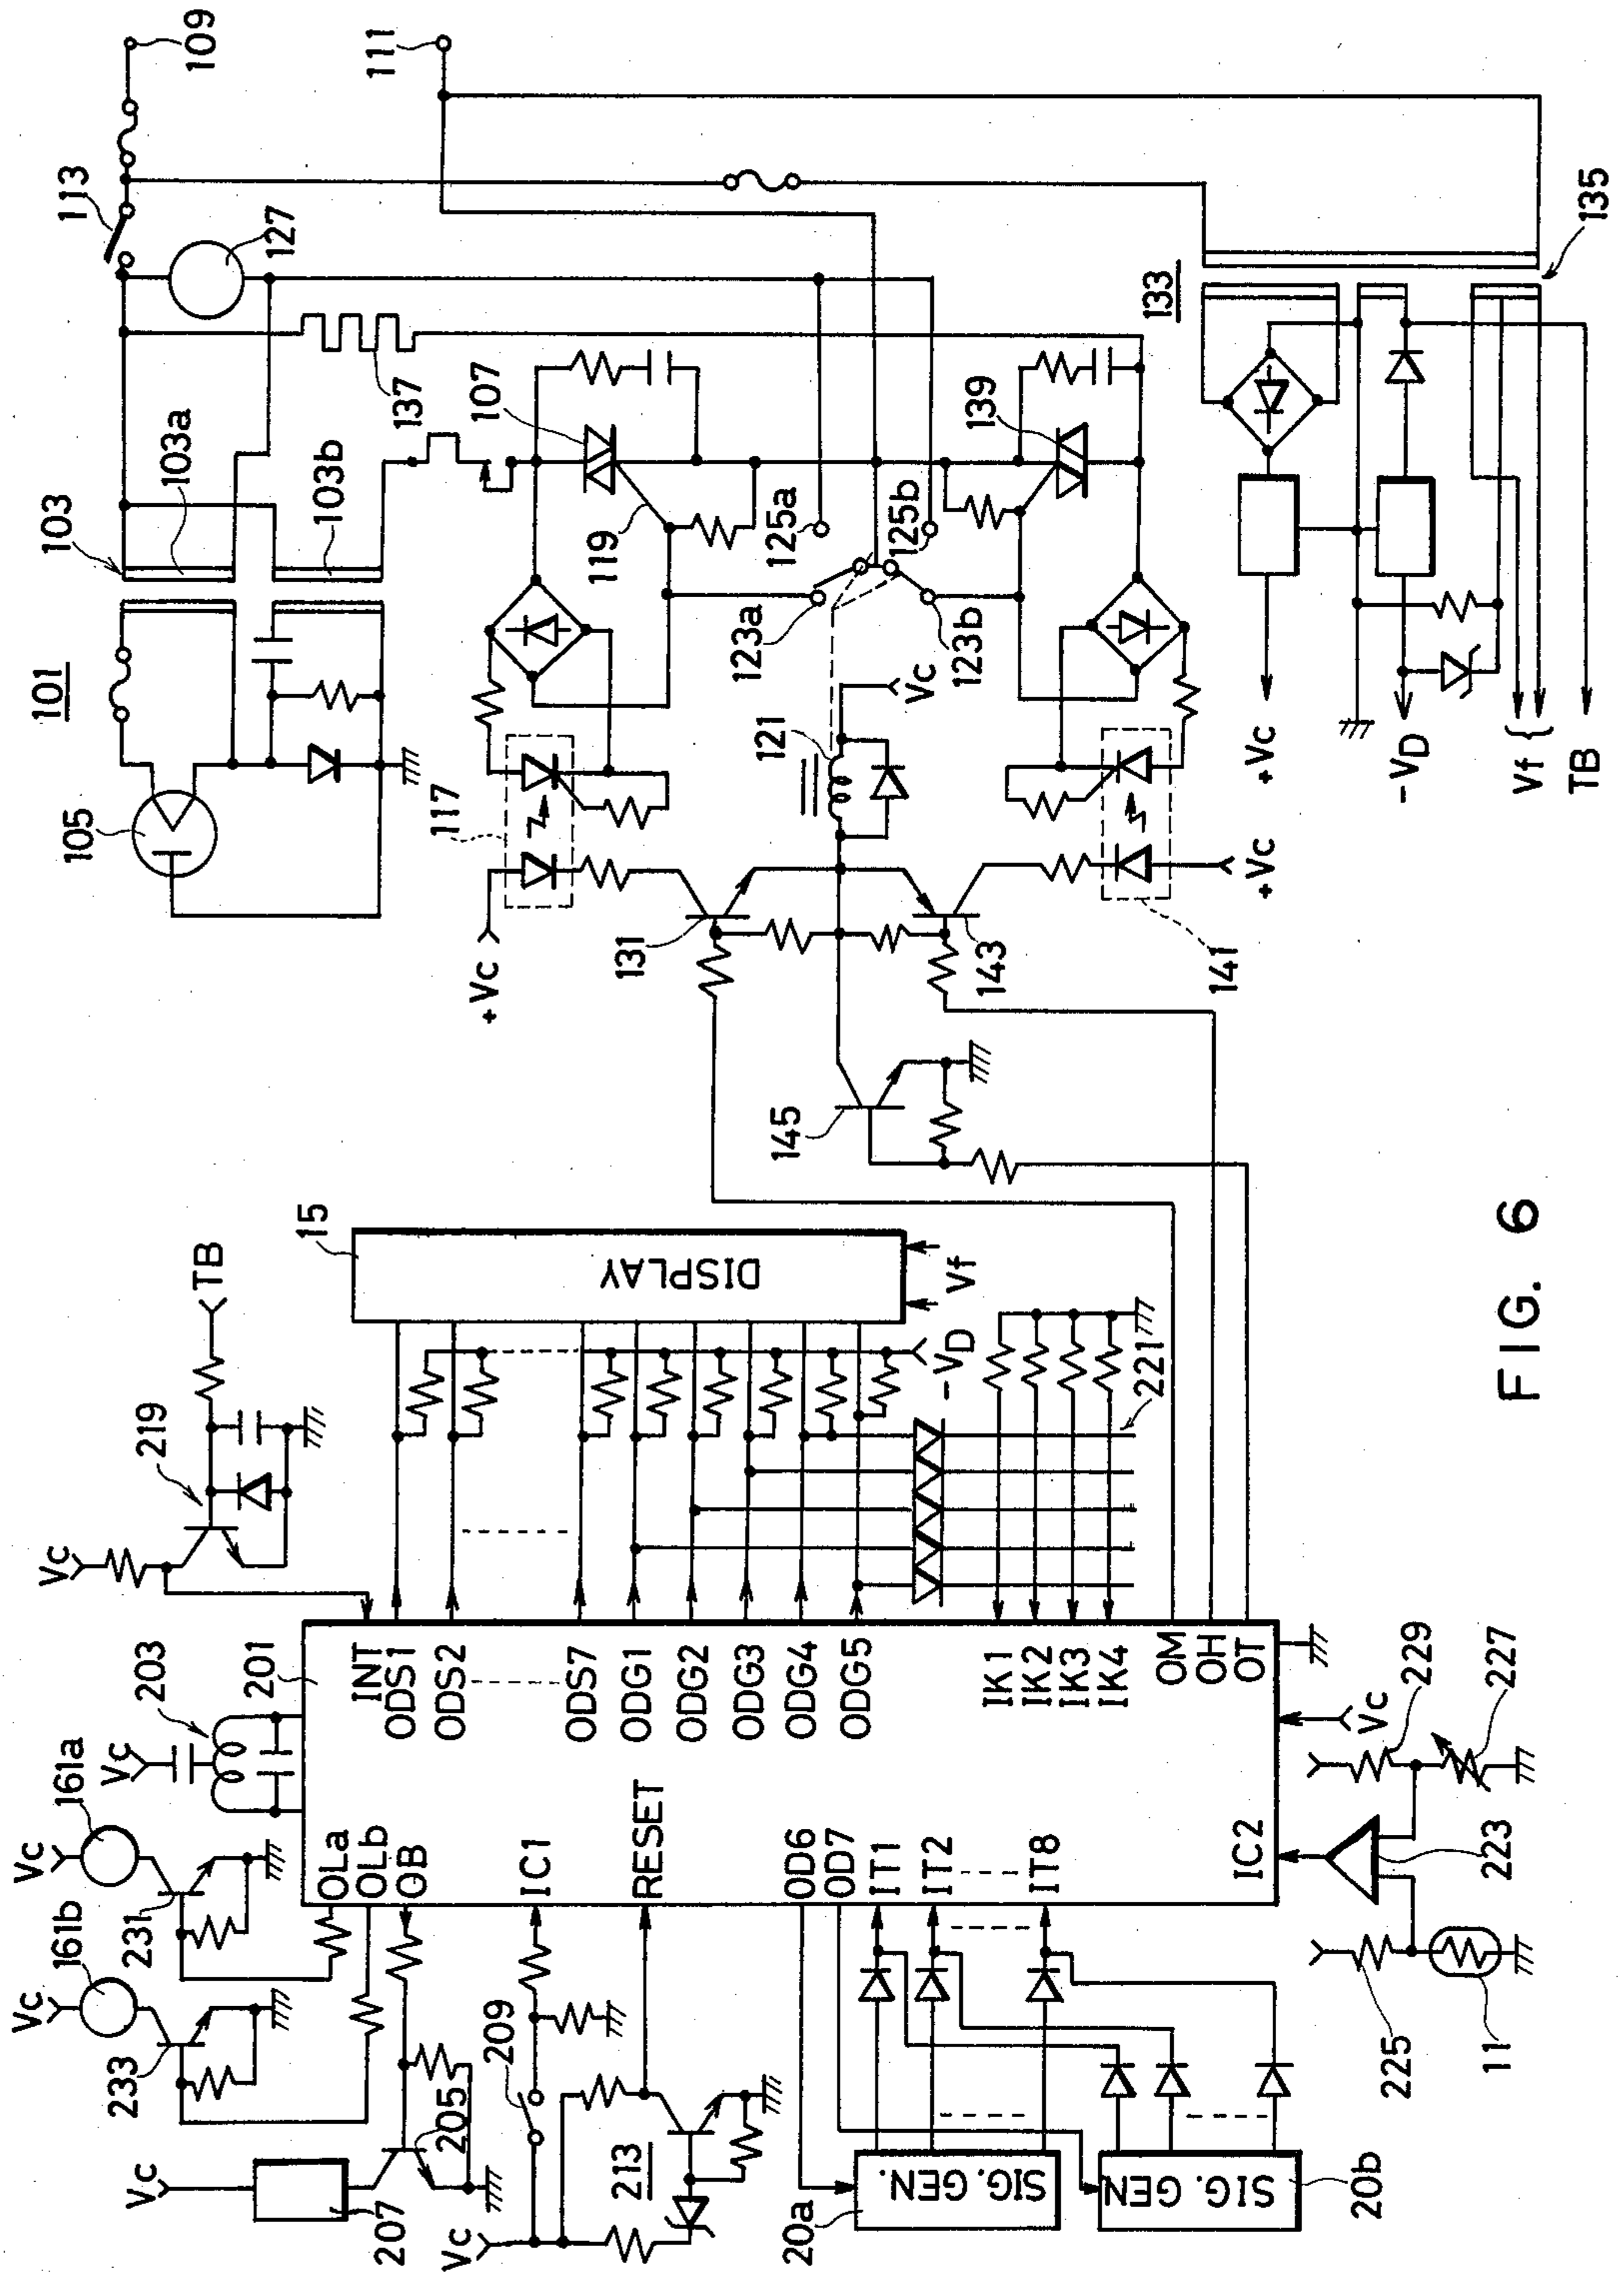 109
111
113
127
135
133
103
103a
103b
137
107
139
119
125a
125b
101
123a
123b
105
117
121
Vc
+Vc
-VD
Vf {
TB
+Vc
131
143
141
+Vc
145
15
DISPLAY
Vf
TB
219
-VD
221
Vc
203
201
INT
ODS1
ODS2
ODS7
ODG1
ODG2
ODG3
ODG4
ODG5
IK1
IK2
IK3
IK4
OM
OH
OT
Vc
161a
Vc
161b
Vc
231
233
OLa
OLb
OB
IC1
RESET
OD6
OD7
IT1
IT2
IT8
IC2
Vc
229
227
223
225
11
209
205
Vc
207
213
Vc
SIG. GEN.
20a
SIG. GEN
20b
FIG. 6